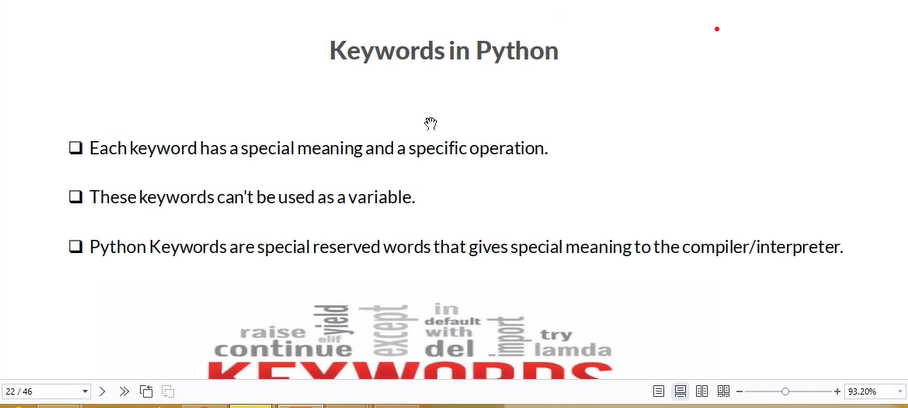 Keywords in Python
❑ Each keyword has a special meaning and a specific operation.
❑ These keywords can't be used as a variable.
❑ Python Keywords are special reserved words that gives special meaning to the compiler/interpreter.
raise elif yield except in default with import try
continue del lamda
KEYWORDS
22 / 46
93.20%